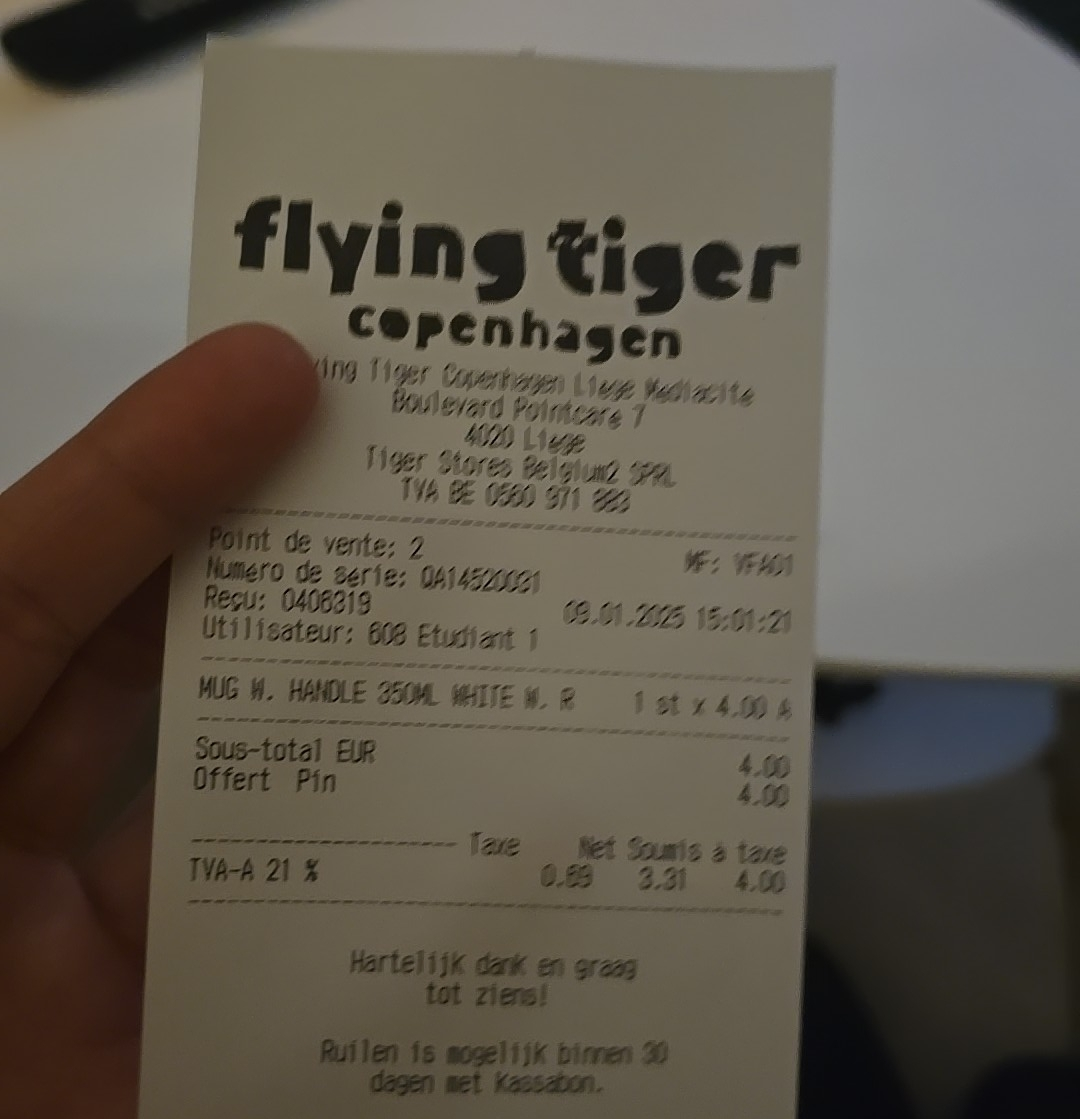 flying tiger
copenhagen
ing Tiger Copenhagen Liege Mediacite
Boulevard Pointcare 7
4020 Liege
Tiger Stores Belgium2 SPRL
TVA BE 0560 971 883
Point de vente: 2
MF: VFA01
Numero de serie: QA14520031
Reçu: 0406319
09.01.2025 15:01:21
Utilisateur: 608 Etudiant 1
MUG W. HANDLE 350ML WHITE W. R 1 st x 4.00 A
Sous-total EUR 4.00
Offert Pin 4.00
Taxe Net Soumis à taxe
TVA-A 21 % 0.69 3.31 4.00
Hartelijk dank en graag
tot ziens!
Ruilen is mogelijk binnen 30
dagen met kassabon.